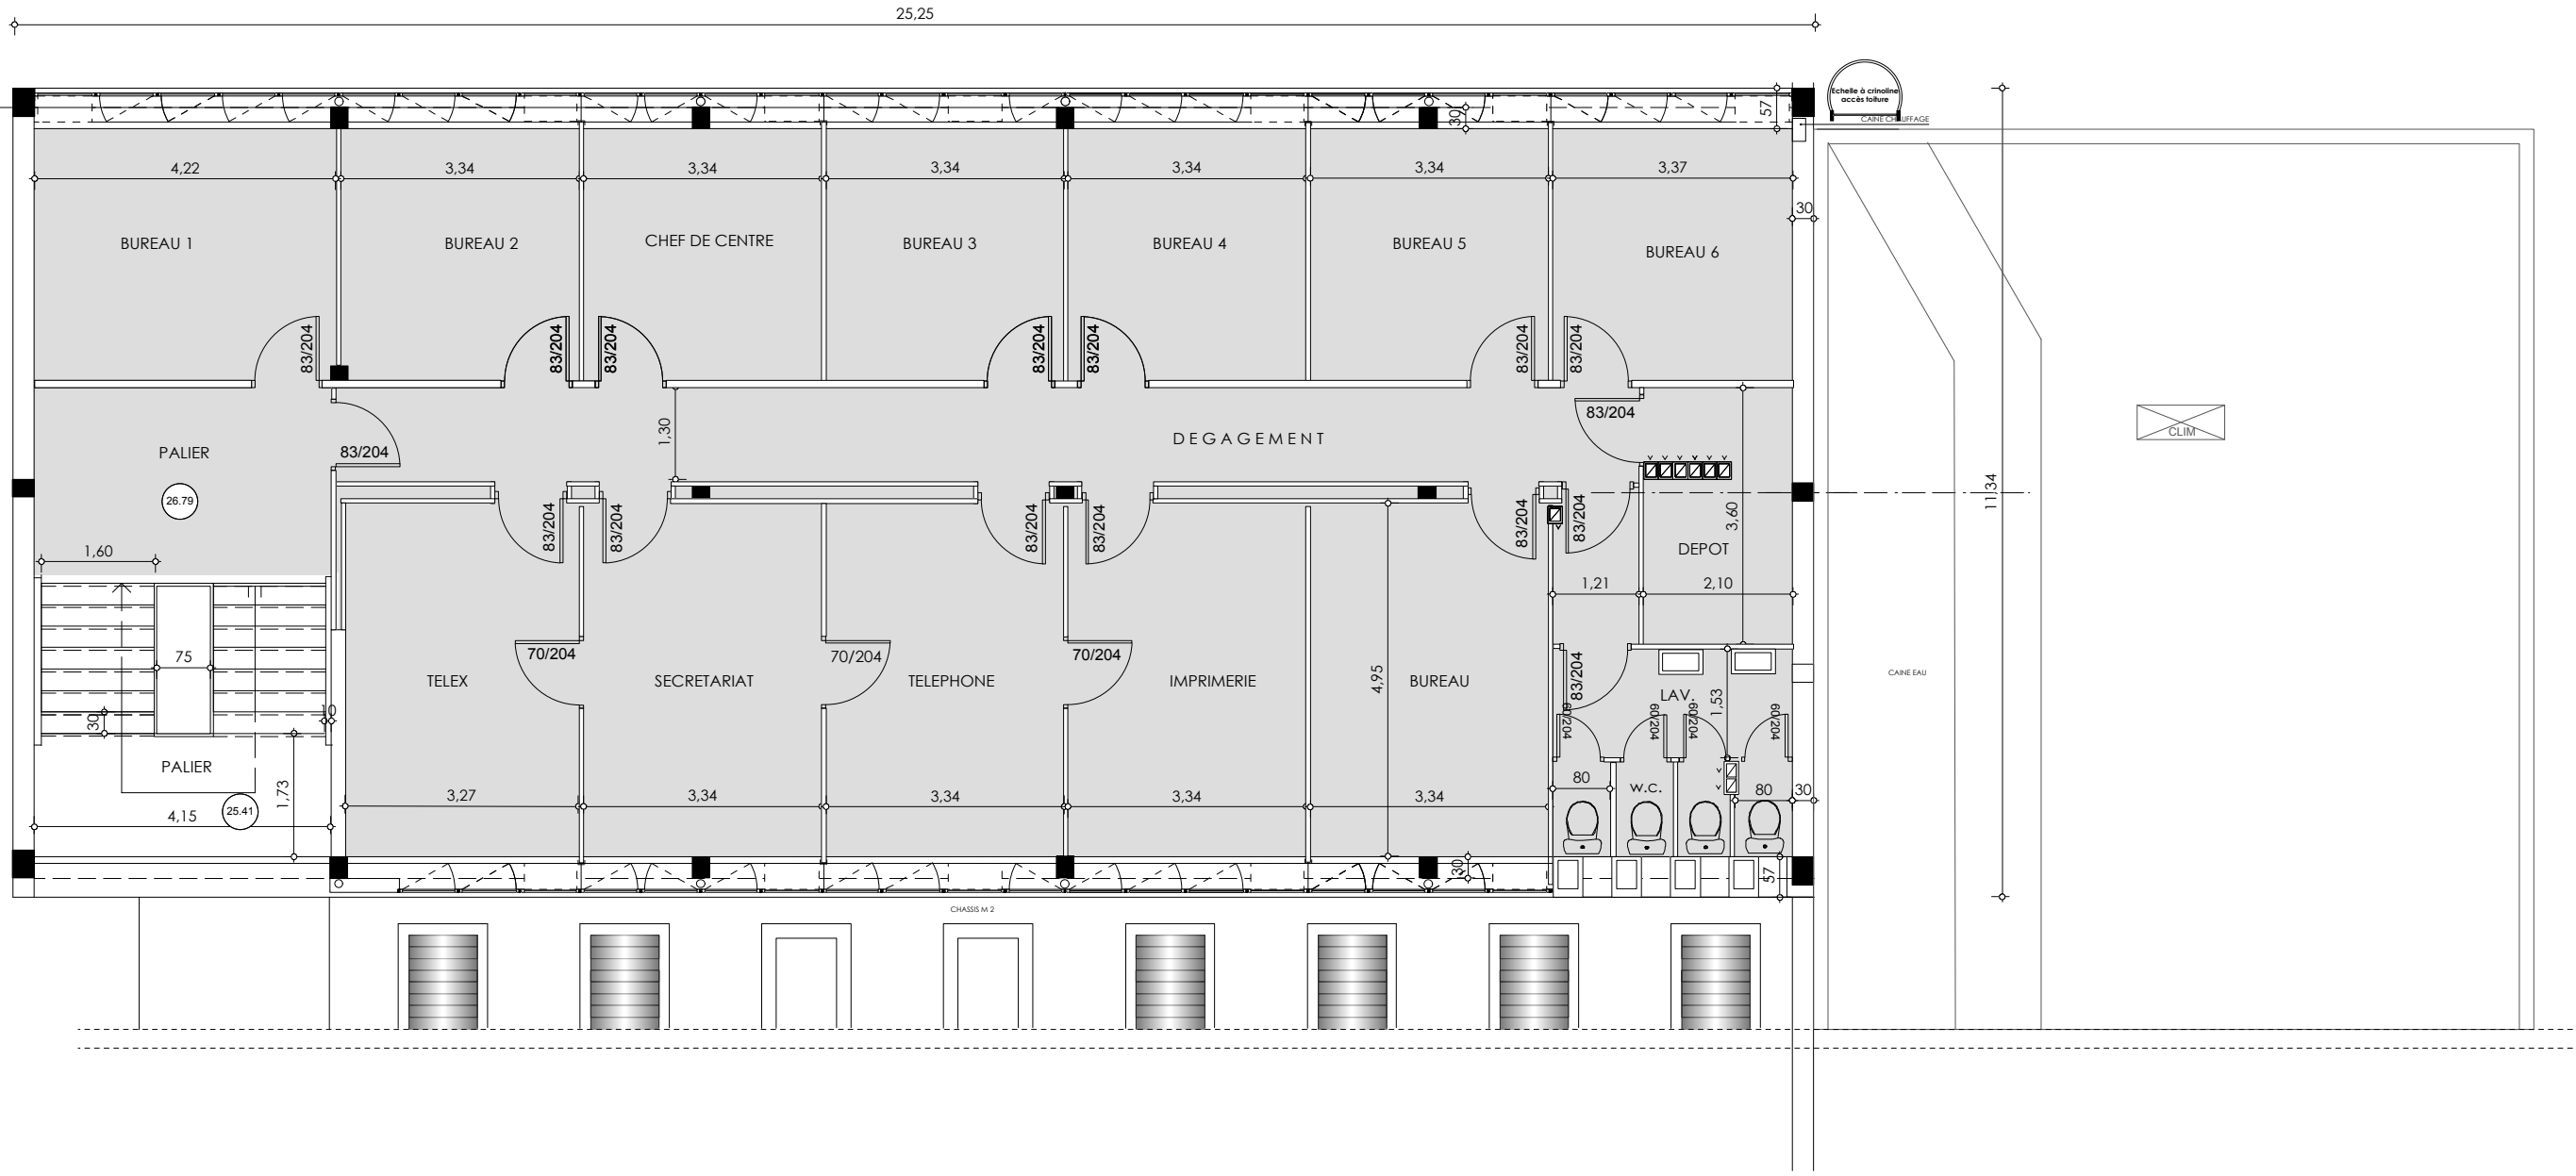 25,25
Echelle à crinoline
accès toiture
CAINE CHAUFFAGE
57
30
4,22
3,34
3,34
3,34
3,34
3,34
3,37
30
BUREAU 1
BUREAU 2
CHEF DE CENTRE
BUREAU 3
BUREAU 4
BUREAU 5
BUREAU 6
83/204
83/204
83/204
83/204
83/204
83/204
83/204
83/204
CLIM
1,30
DEGAGEMENT
PALIER
83/204
26.79
11,34
83/204
83/204
83/204
83/204
83/204
83/204
3,60
1,60
DEPOT
1,21
2,10
75
70/204
70/204
70/204
4,95
83/204
TELEX
SECRETARIAT
TELEPHONE
IMPRIMERIE
BUREAU
LAV.
1,53
CAINE EAU
30
10
60/204
60/204
60/204
60/204
PALIER
1,73
80
W.C.
80
30
3,27
3,34
3,34
3,34
3,34
25.41
4,15
30
57
CHASSIS M 2